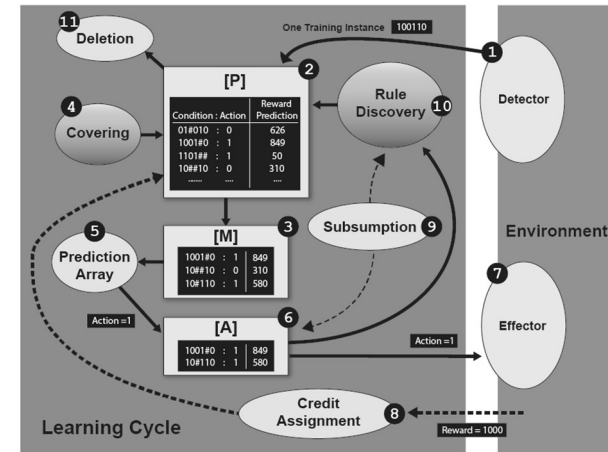 11
Deletion
One Training Instance 100110
1
Detector
2
[P]
Reward
Condition : Action Prediction
01#010 : 0 626
1001#0 : 1 849
1101## : 1 50
10##10 : 0 310
...... .... ....
4
Covering
Rule
Discovery
10
3
[M]
1001#0 : 1 849
10##10 : 0 310
10#110 : 1 580
5
Prediction
Array
Subsumption
9
Environment
Action =1
6
[A]
1001#0 : 1 849
10#110 : 1 580
Action =1
7
Effector
Credit
Assignment
8
Reward = 1000
Learning Cycle